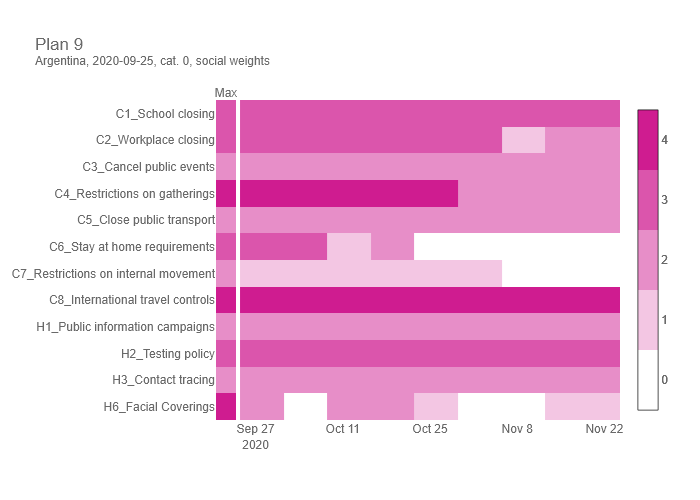 Plan 9
Argentina, 2020-09-25, cat. 0, social weights
Max
C1_School closing
C2_Workplace closing
C3_Cancel public events
C4_Restrictions on gatherings
C5_Close public transport
C6_Stay at home requirements
C7_Restrictions on internal movement
C8_International travel controls
H1_Public information campaigns
H2_Testing policy
H3_Contact tracing
H6_Facial Coverings
Sep 27 Oct 11 Oct 25 Nov 8 Nov 22
2020
4
3
2
1
0